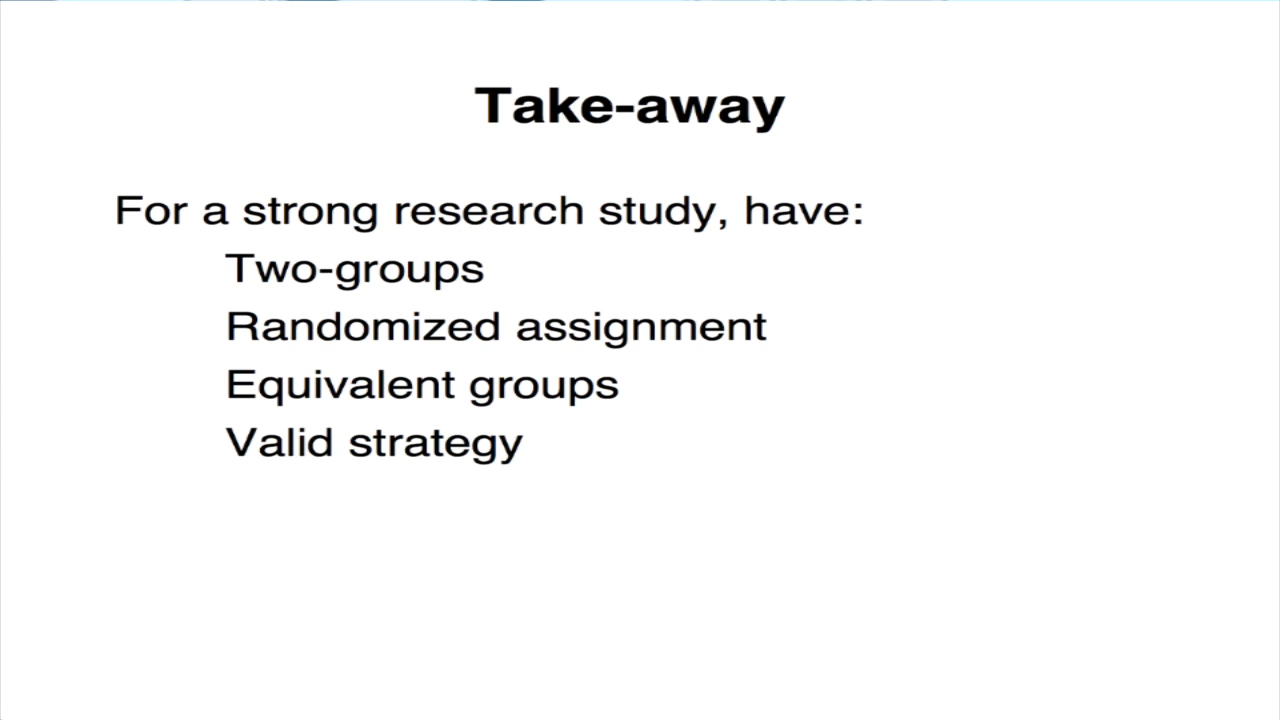 Take-away
For a strong research study, have:
Two-groups
Randomized assignment
Equivalent groups
Valid strategy